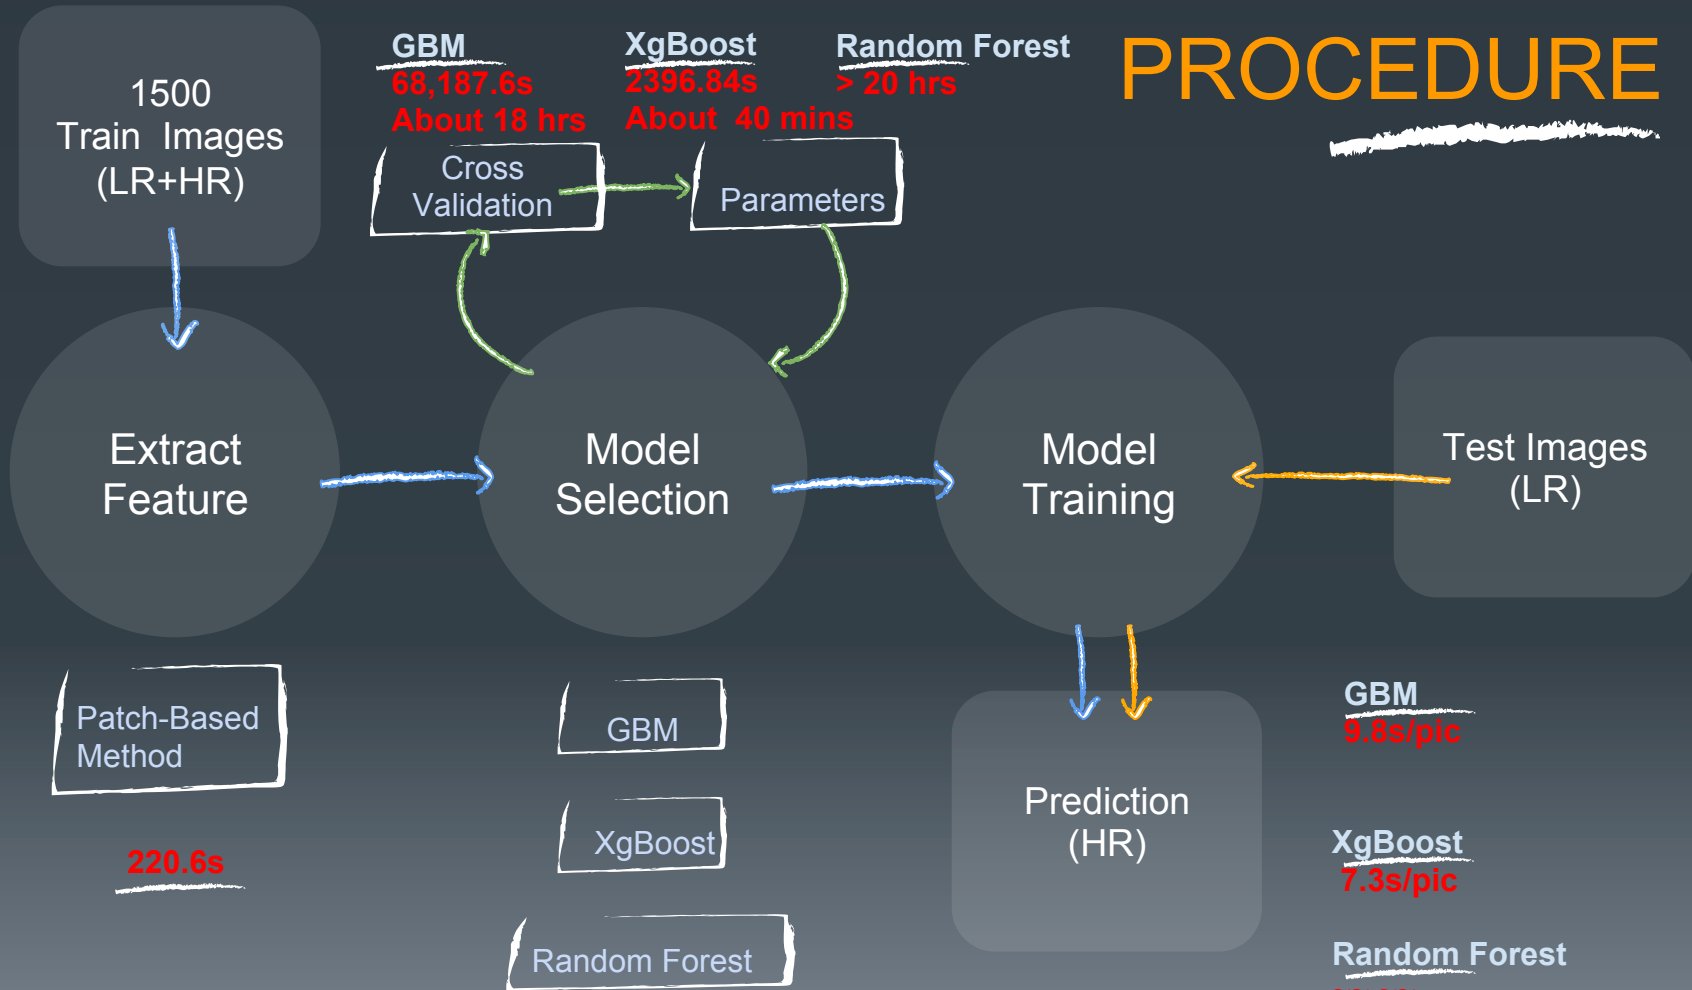 PROCEDURE
1500
Train Images
(LR+HR)
GBM
68,187.6s
About 18 hrs
XgBoost
2396.84s
About 40 mins
Random Forest
> 20 hrs
Cross
Validation
Parameters
Extract
Feature
Model
Selection
Model
Training
Test Images
(LR)
Patch-Based
Method
220.6s
GBM
XgBoost
Random Forest
Prediction
(HR)
GBM
9.8s/pic
XgBoost
7.3s/pic
Random Forest